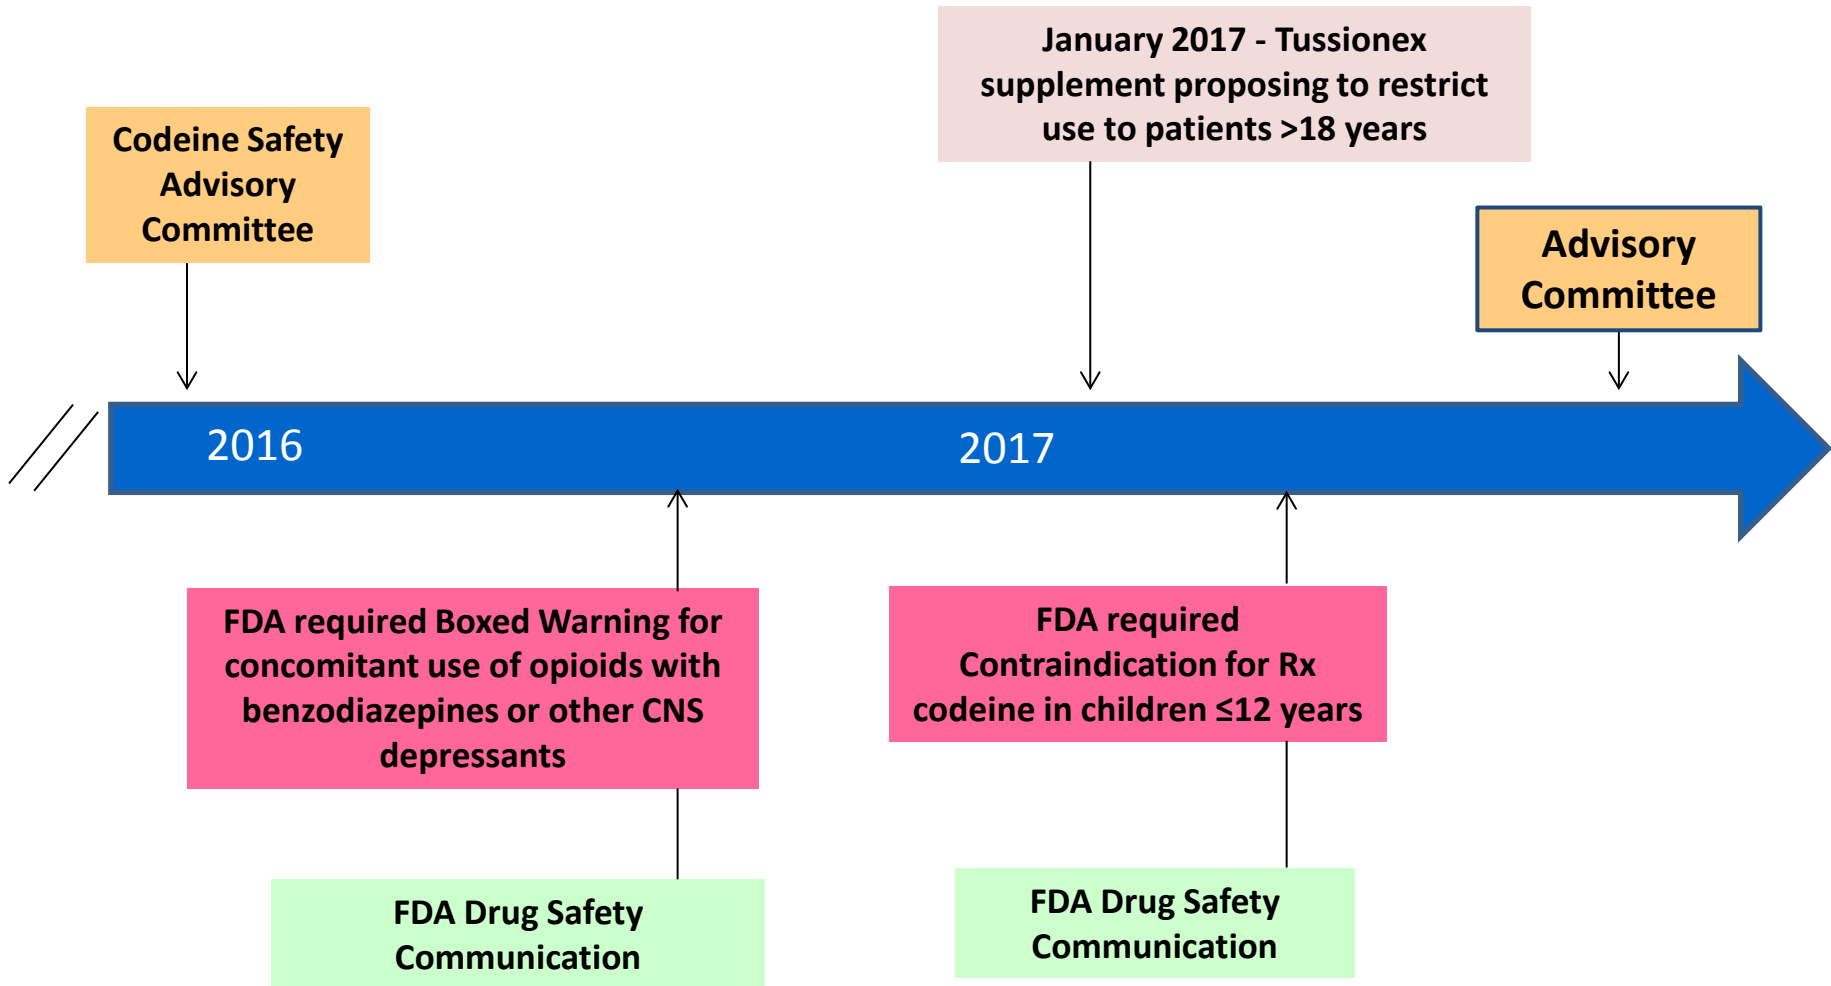 January 2017 - Tussionex
supplement proposing to restrict
use to patients >18 years
Codeine Safety
Advisory
Committee
Advisory
Committee
2016
2017
FDA required Boxed Warning for
concomitant use of opioids with
benzodiazepines or other CNS
depressants
FDA required
Contraindication for Rx
codeine in children ≤12 years
FDA Drug Safety
Communication
FDA Drug Safety
Communication